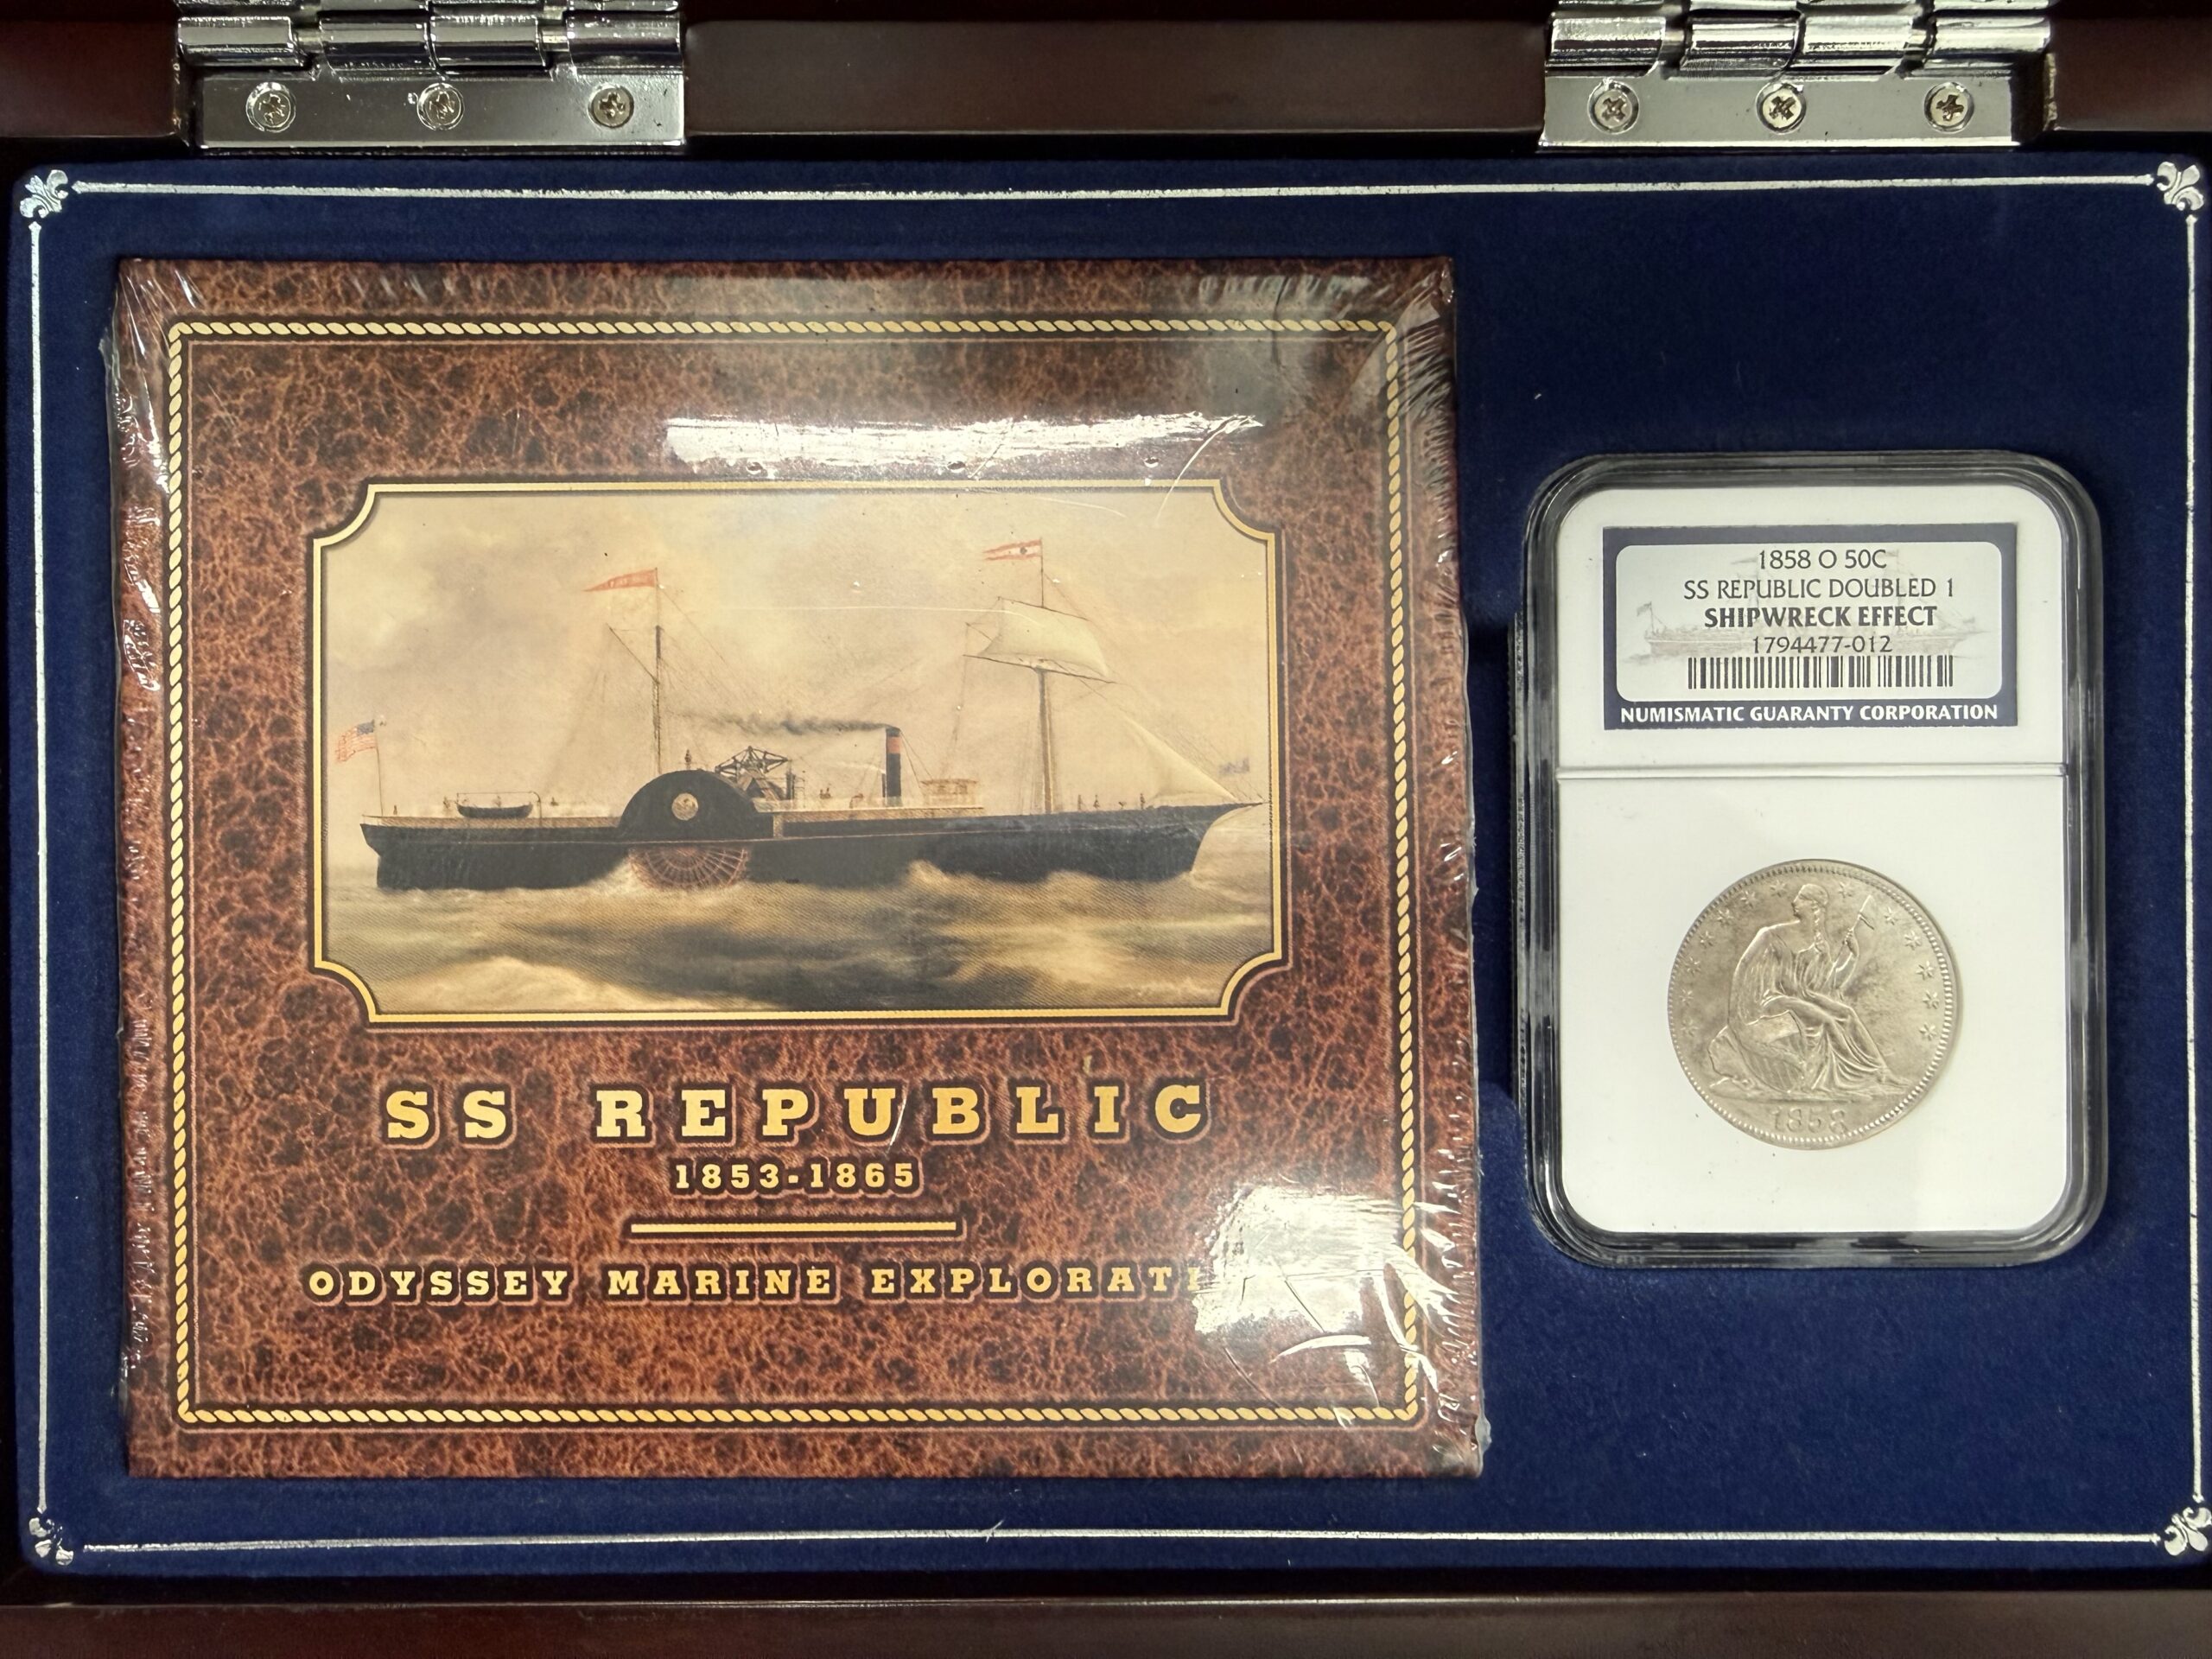 SS REPUBLIC
1853-1865
ODYSSEY MARINE
1858 O 50C
SS REPUBLIC DOUBLED 1
SHIPWRECK EFFECT
1794477-012
NUMISMATIC GUARANTY CORPORATION
1858